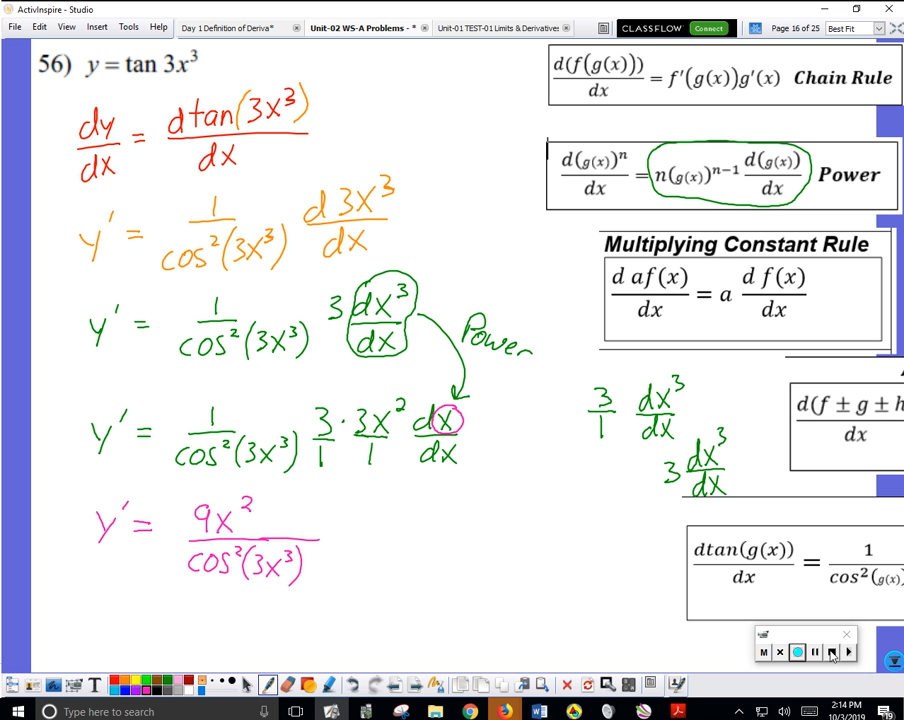 ActivInspire - Studio
File Edit View Insert Tools Help
Day 1 Definition of Deriva* Unit-02 WS-A Problems - * Unit-01 TEST-01 Limits & Derivatives
CLASSFLOW Connect Page 16 of 25 Best Fit
56) y = tan 3x³
dy/dx = dtan(3x³)/dx
y' = 1/cos²(3x³) d3x³/dx
y' = 1/cos²(3x³) 3 dx³/dx
Power
y' = 1/cos²(3x³) 3/1 · 3x²/1 dx/dx
y' = 9x²/cos²(3x³)
d(f(g(x)))/dx = f'(g(x))g'(x) Chain Rule
d(g(x))ⁿ/dx = n(g(x))ⁿ⁻¹ d(g(x))/dx Power
Multiplying Constant Rule
d af(x)/dx = a d f(x)/dx
3/1 dx³/dx
3 dx³/dx
d(f ± g ± h
dx
dtan(g(x))/dx = 1/cos²(g(x))
M
T
Type here to search
2:14 PM
10/3/2019
19